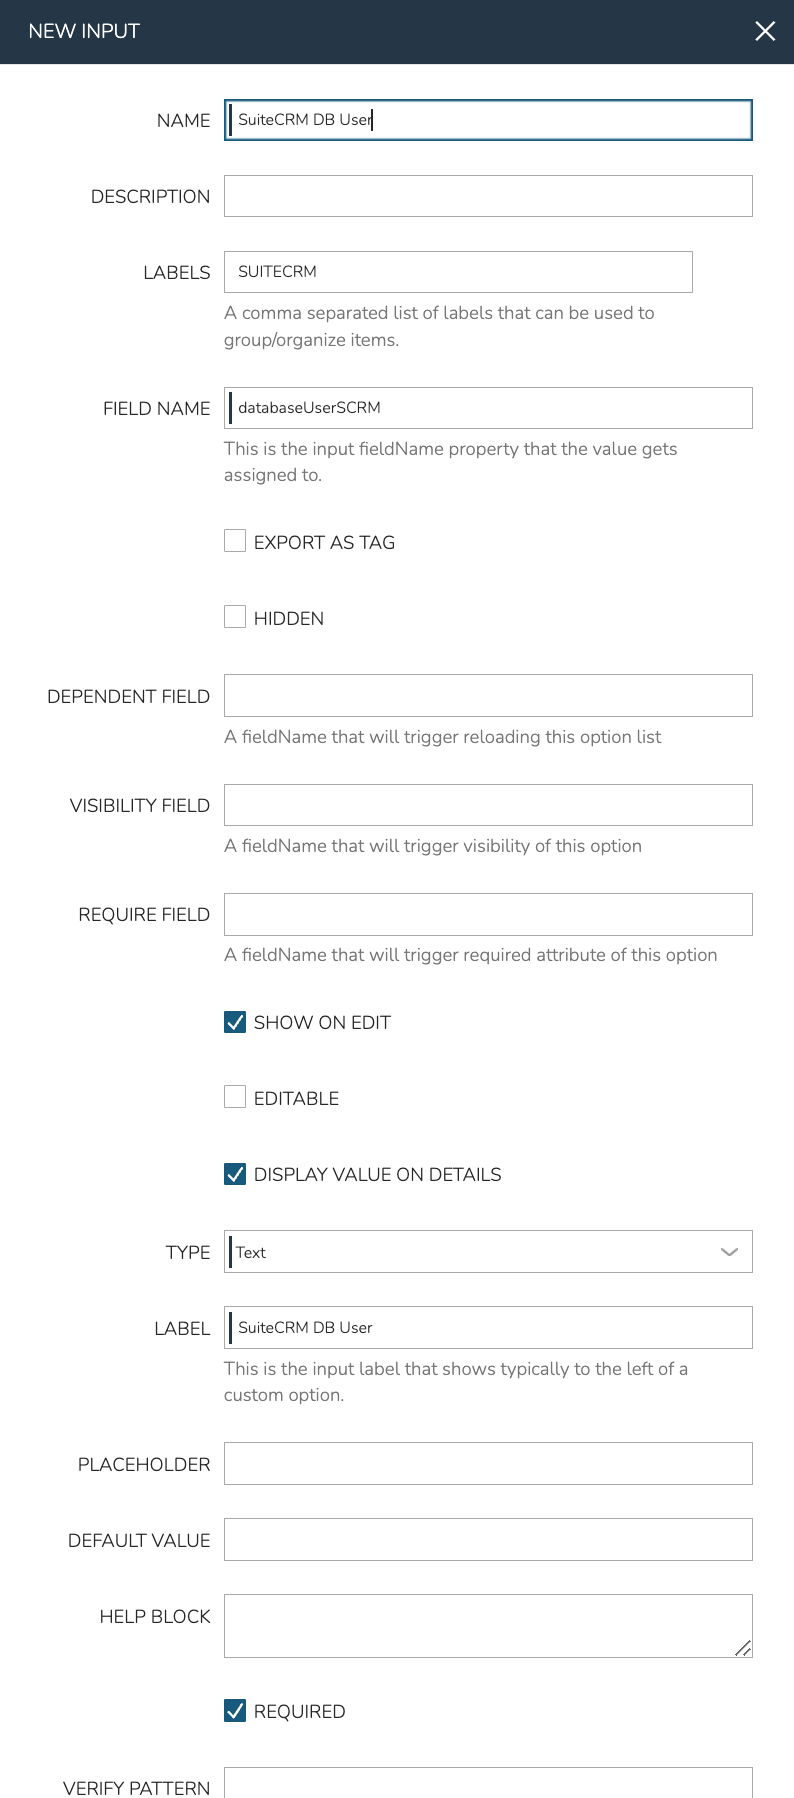 NEW INPUT
NAME
SuiteCRM DB User
DESCRIPTION
LABELS
SUITECRM
A comma separated list of labels that can be used to
group/organize items.
FIELD NAME
databaseUserSCRM
This is the input fieldName property that the value gets
assigned to.
EXPORT AS TAG
HIDDEN
DEPENDENT FIELD
A fieldName that will trigger reloading this option list
VISIBILITY FIELD
A fieldName that will trigger visibility of this option
REQUIRE FIELD
A fieldName that will trigger required attribute of this option
SHOW ON EDIT
EDITABLE
DISPLAY VALUE ON DETAILS
TYPE
Text
LABEL
SuiteCRM DB User
This is the input label that shows typically to the left of a
custom option.
PLACEHOLDER
DEFAULT VALUE
HELP BLOCK
REQUIRED
VERIFY PATTERN